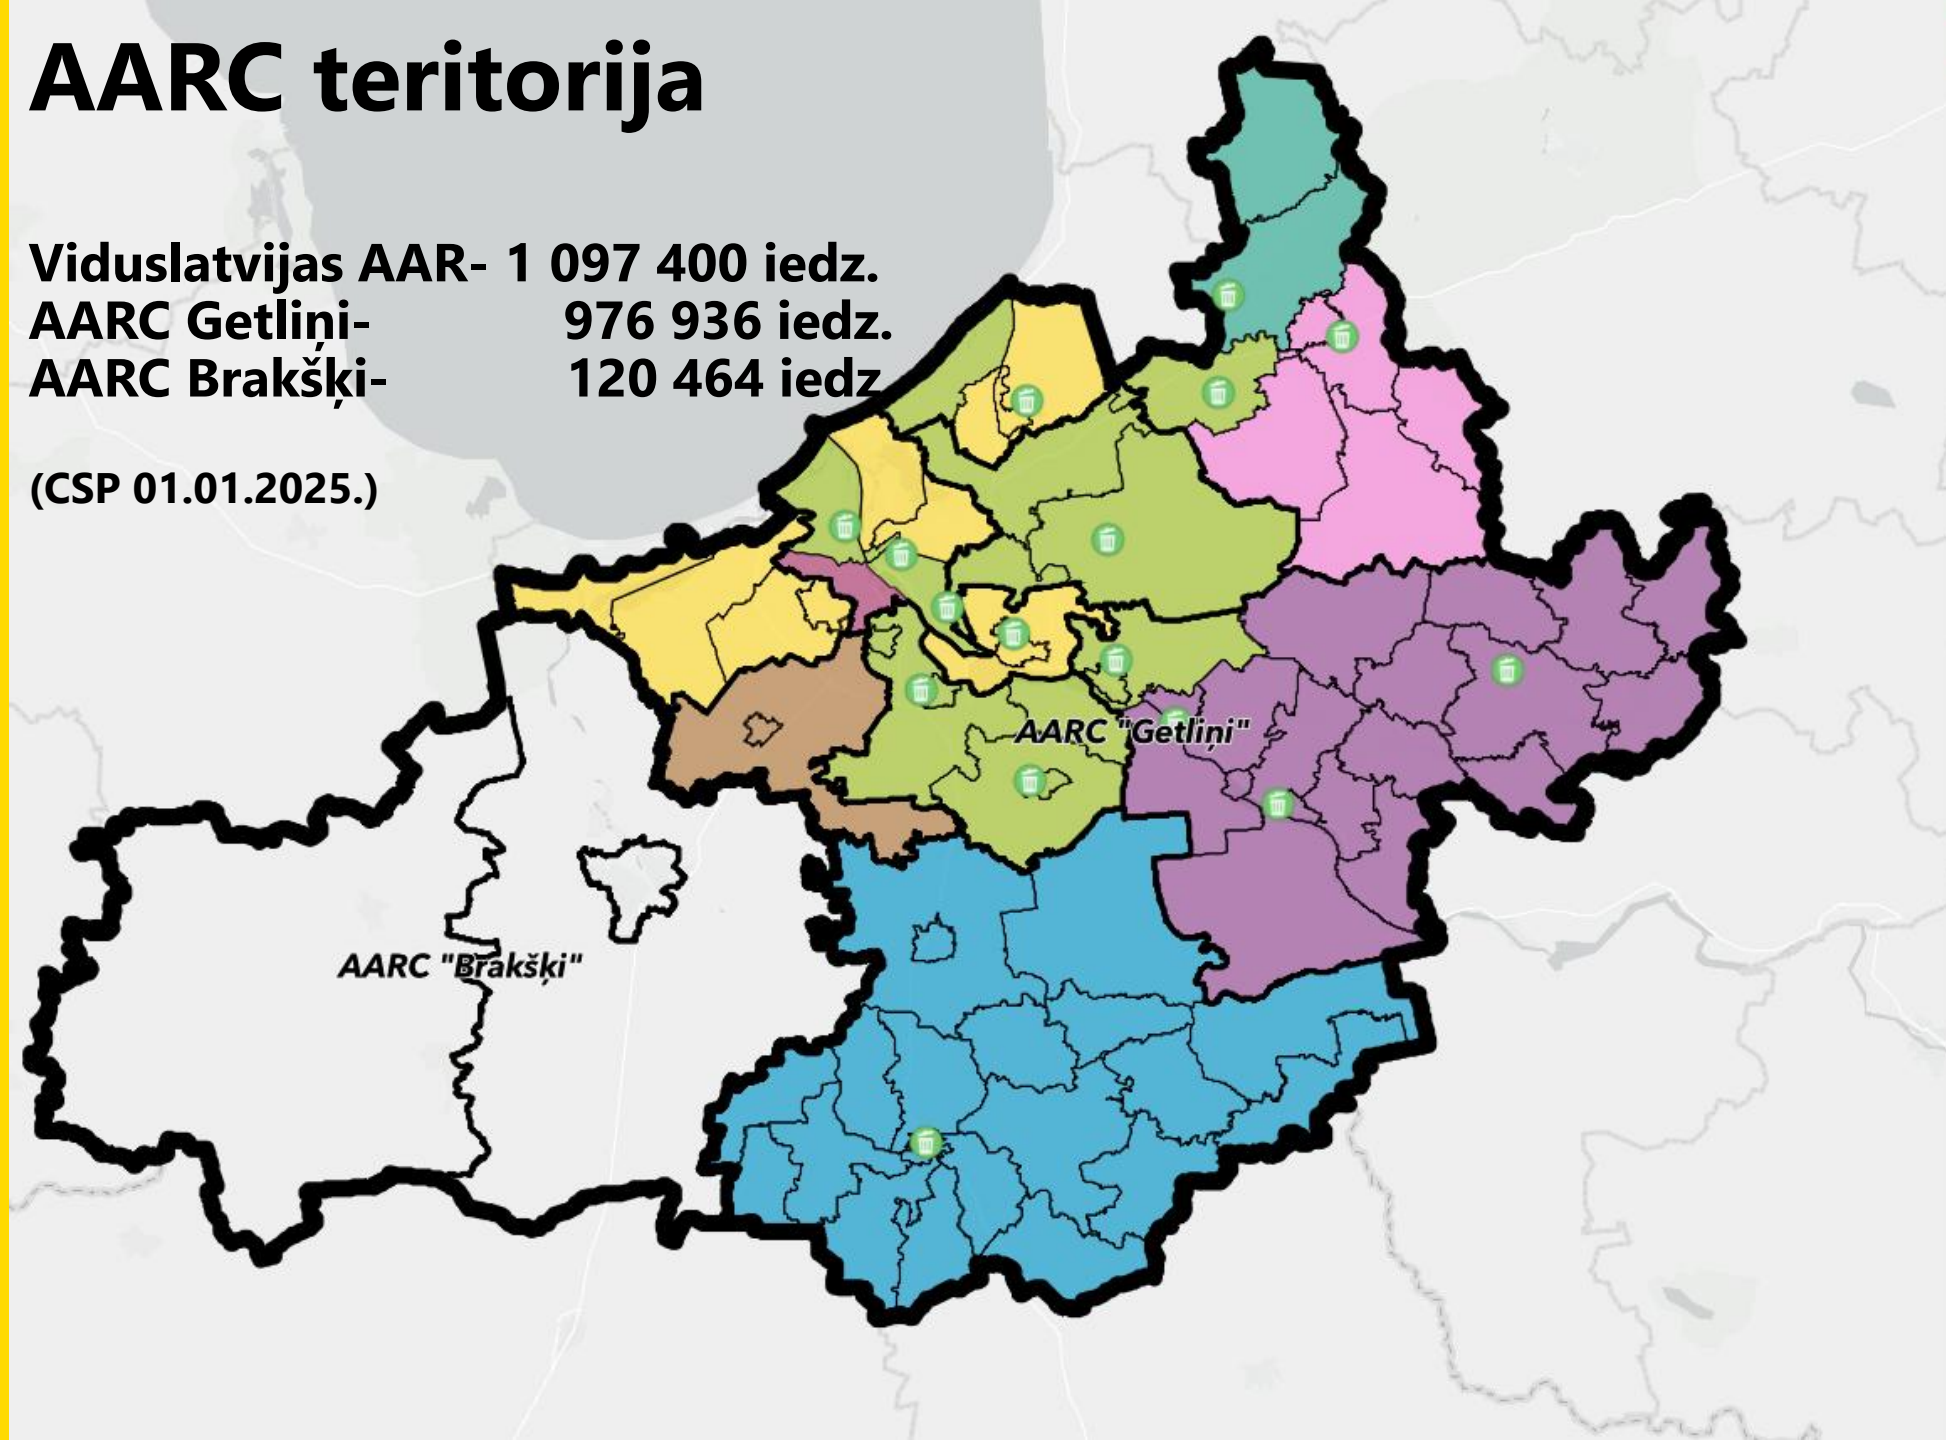 AARC teritorija
Viduslatvijas AAR- 1 097 400 iedz.
AARC Getliņi- 976 936 iedz.
AARC Brakšķi- 120 464 iedz
(CSP 01.01.2025.)
AARC "Getliņi"
AARC "Brakšķi"